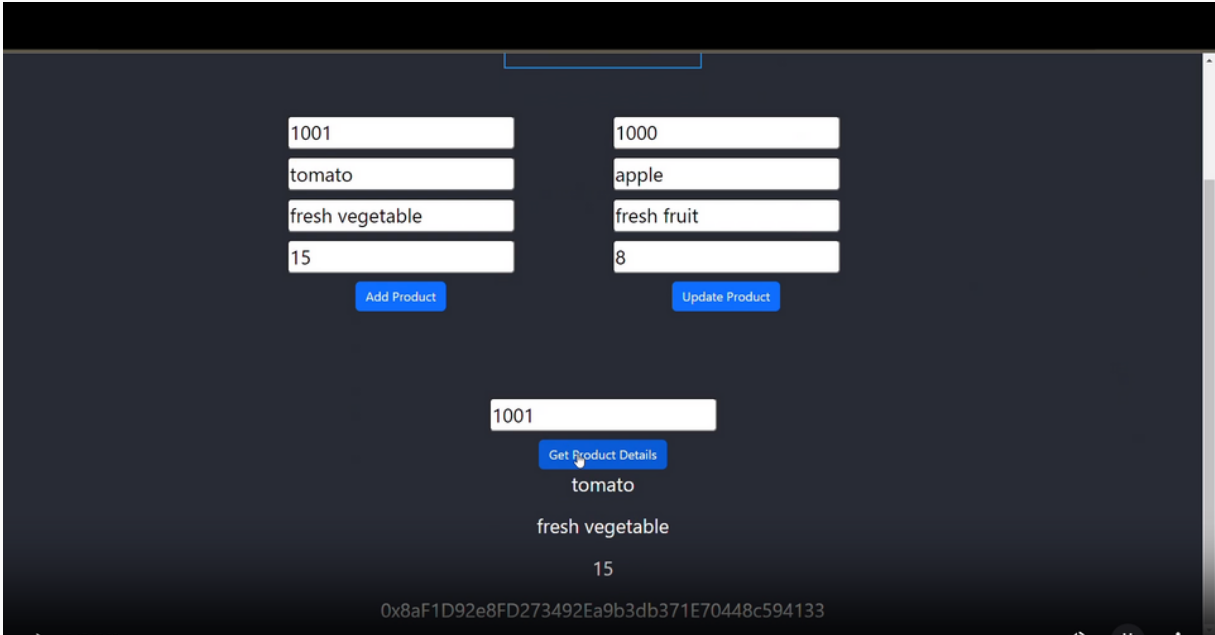 1001
tomato
fresh vegetable
15
Add Product
1000
apple
fresh fruit
8
Update Product
1001
Get Product Details
tomato
fresh vegetable
15
0x8aF1D92e8FD273492Ea9b3db371E70448c594133